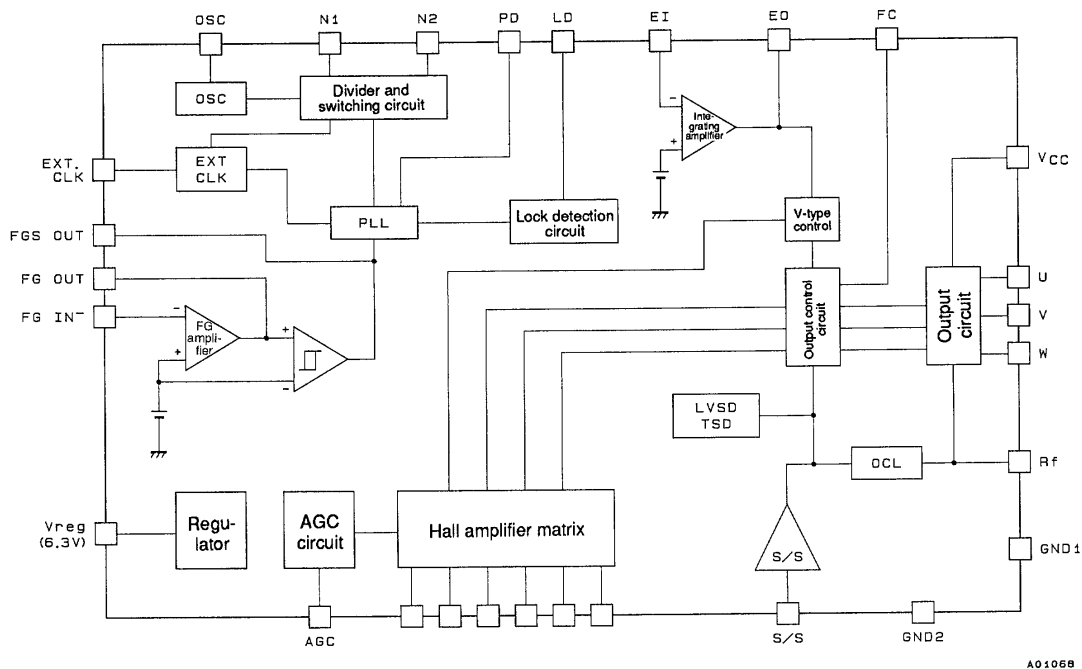 OSC N1 N2 PD LD EI EO FC
OSC
Divider and
switching circuit
-
+
Inte-
grating
amplifier
EXT.
CLK
EXT
CLK
VCC
PLL
Lock detection
circuit
V-type
control
FGS OUT
FG OUT
FG IN−
-
+
FG
ampli-
fier
+
-
Output control
circuit
Output
circuit
U
V
W
LVSD
TSD
OCL
Rf
Vreg
(6.3V)
Regu-
lator
AGC
circuit
Hall amplifier matrix
S/S
GND1
AGC
S/S
GND2
A01068